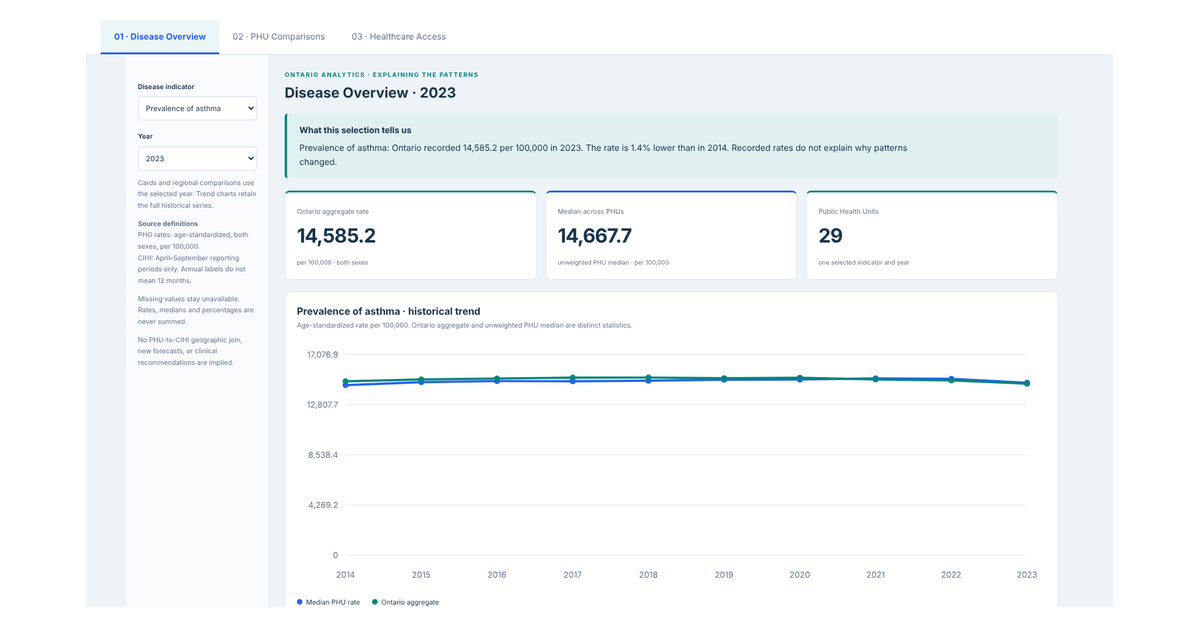 01 · Disease Overview
02 · PHU Comparisons
03 · Healthcare Access
Disease indicator
Prevalence of asthma
Year
2023
Cards and regional comparisons use
the selected year. Trend charts retain
the full historical series.
Source definitions
PHO rates: age-standardized, both
sexes, per 100,000.
CIHI: April–September reporting
periods only. Annual labels do not
mean 12 months.
Missing values stay unavailable.
Rates, medians and percentages are
never summed.
No PHU-to-CIHI geographic join,
new forecasts, or clinical
recommendations are implied.
ONTARIO ANALYTICS · EXPLAINING THE PATTERNS
Disease Overview · 2023
What this selection tells us
Prevalence of asthma: Ontario recorded 14,585.2 per 100,000 in 2023. The rate is 1.4% lower than in 2014. Recorded rates do not explain why patterns
changed.
Ontario aggregate rate
14,585.2
per 100,000 · both sexes
Median across PHUs
14,667.7
unweighted PHU median · per 100,000
Public Health Units
29
one selected indicator and year
Prevalence of asthma · historical trend
Age-standardized rate per 100,000. Ontario aggregate and unweighted PHU median are distinct statistics.
17,076.9
12,807.7
8,538.4
4,269.2
0
2014 2015 2016 2017 2018 2019 2020 2021 2022 2023
Median PHU rate Ontario aggregate